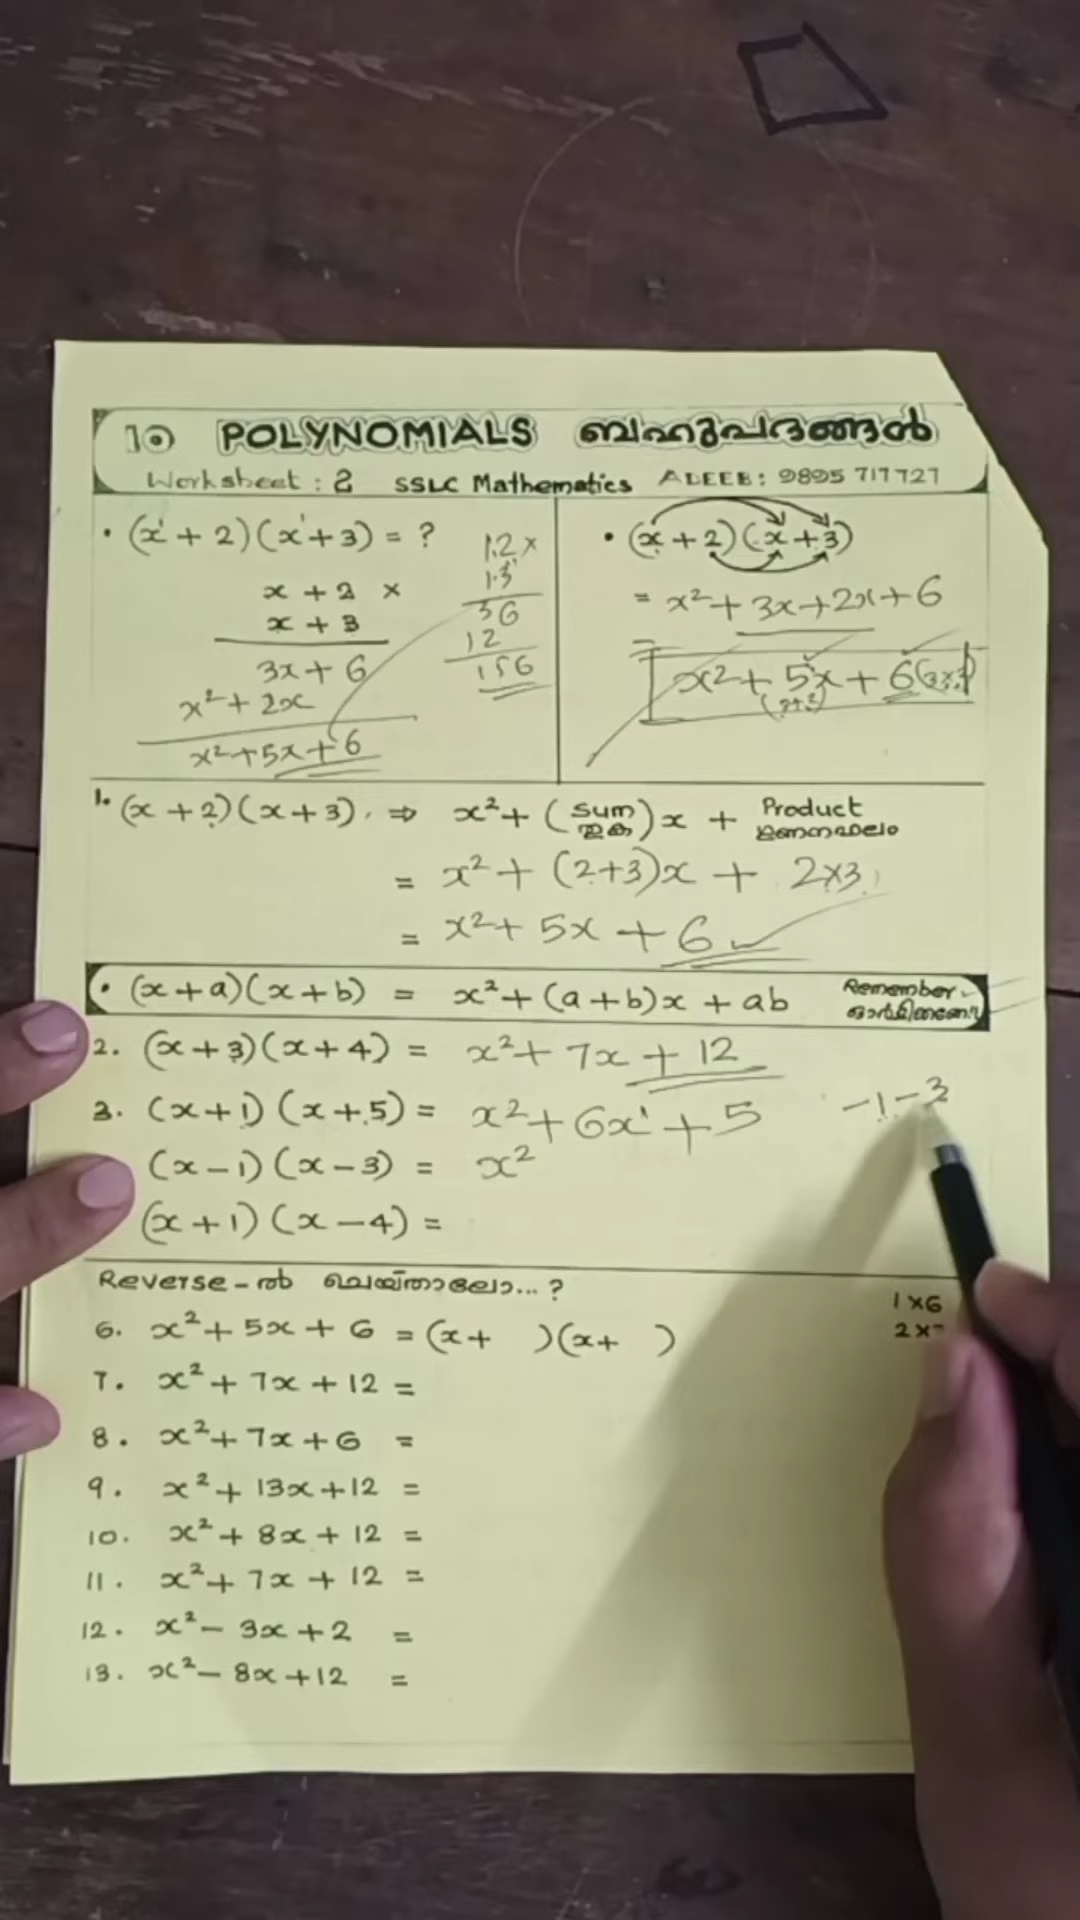 10 POLYNOMIALS ബഹുപദങ്ങൾ
Worksheet : 2 SSLC Mathematics ADEEB : 9895 717727
• (x + 2)(x + 3) = ?
x + 2 ×
x + 3
3x + 6
x² + 2x
x² + 5x + 6
12 ×
13
36
12
156
• (x + 2)(x + 3)
= x² + 3x + 2x + 6
= x² + 5x + 6
1. (x + 2)(x + 3) ⇒ x² + (Sum തുക)x + Product ഗുണനഫലം
= x² + (2+3)x + 2×3
= x² + 5x + 6
• (x + a)(x + b) = x² + (a + b)x + ab Remember
2. (x + 3)(x + 4) = x² + 7x + 12
3. (x + 1)(x + 5) = x² + 6x + 5 -1 -3
(x - 1)(x - 3) = x²
(x + 1)(x - 4) =
Reverse-ൽ ചെയ്താലോ...?
1 × 6
6. x² + 5x + 6 = (x + )(x + ) 2 ×
7. x² + 7x + 12 =
8. x² + 7x + 6 =
9. x² + 13x + 12 =
10. x² + 8x + 12 =
11. x² + 7x + 12 =
12. x² - 3x + 2 =
13. x² - 8x + 12 =